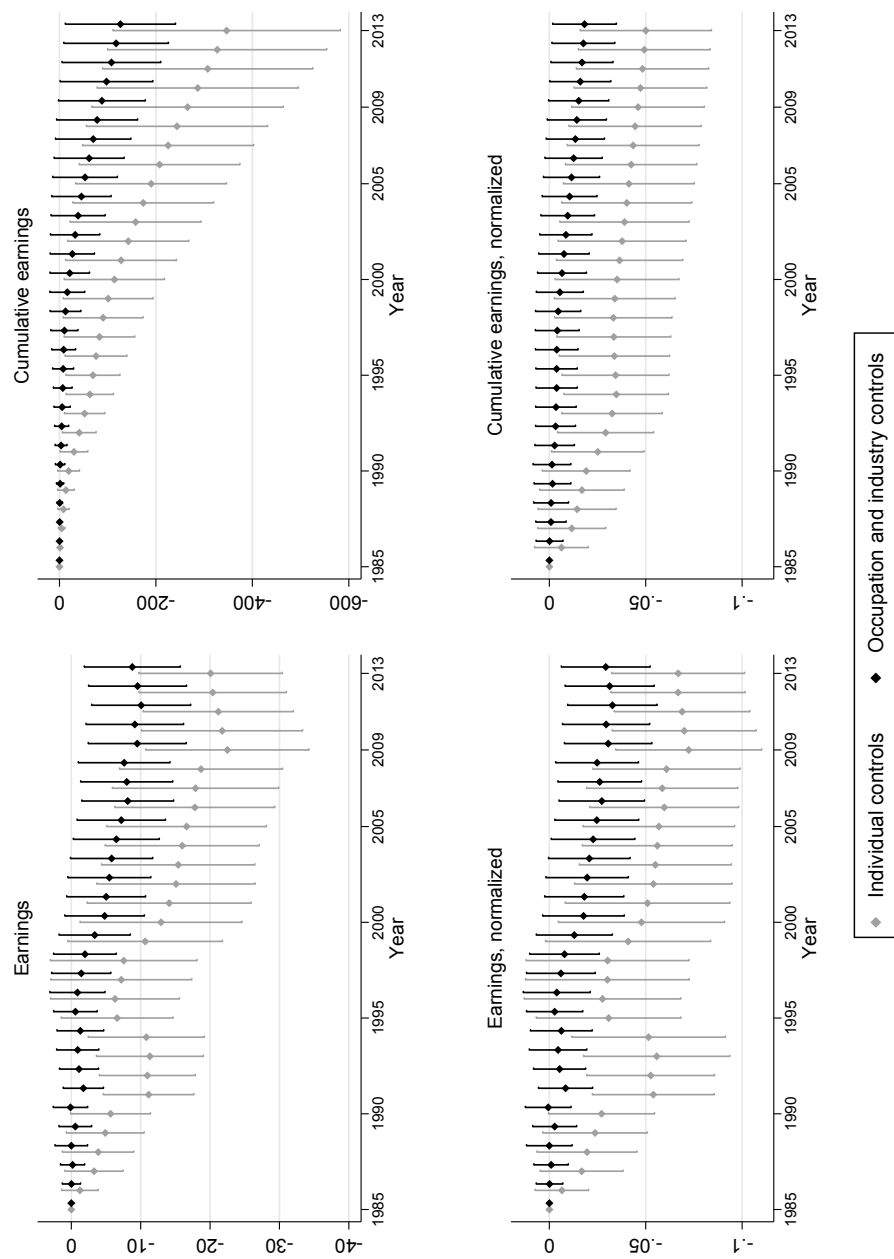 Earnings
0
-10
-20
-30
-40
1985 1990 1995 2000 2005 2009 2013
Year
Cumulative earnings
0
-200
-400
-600
1985 1990 1995 2000 2005 2009 2013
Year
Earnings, normalized
0
-.05
-.1
1985 1990 1995 2000 2005 2009 2013
Year
Cumulative earnings, normalized
0
-.05
-.1
1985 1990 1995 2000 2005 2009 2013
Year
Individual controls Occupation and industry controls